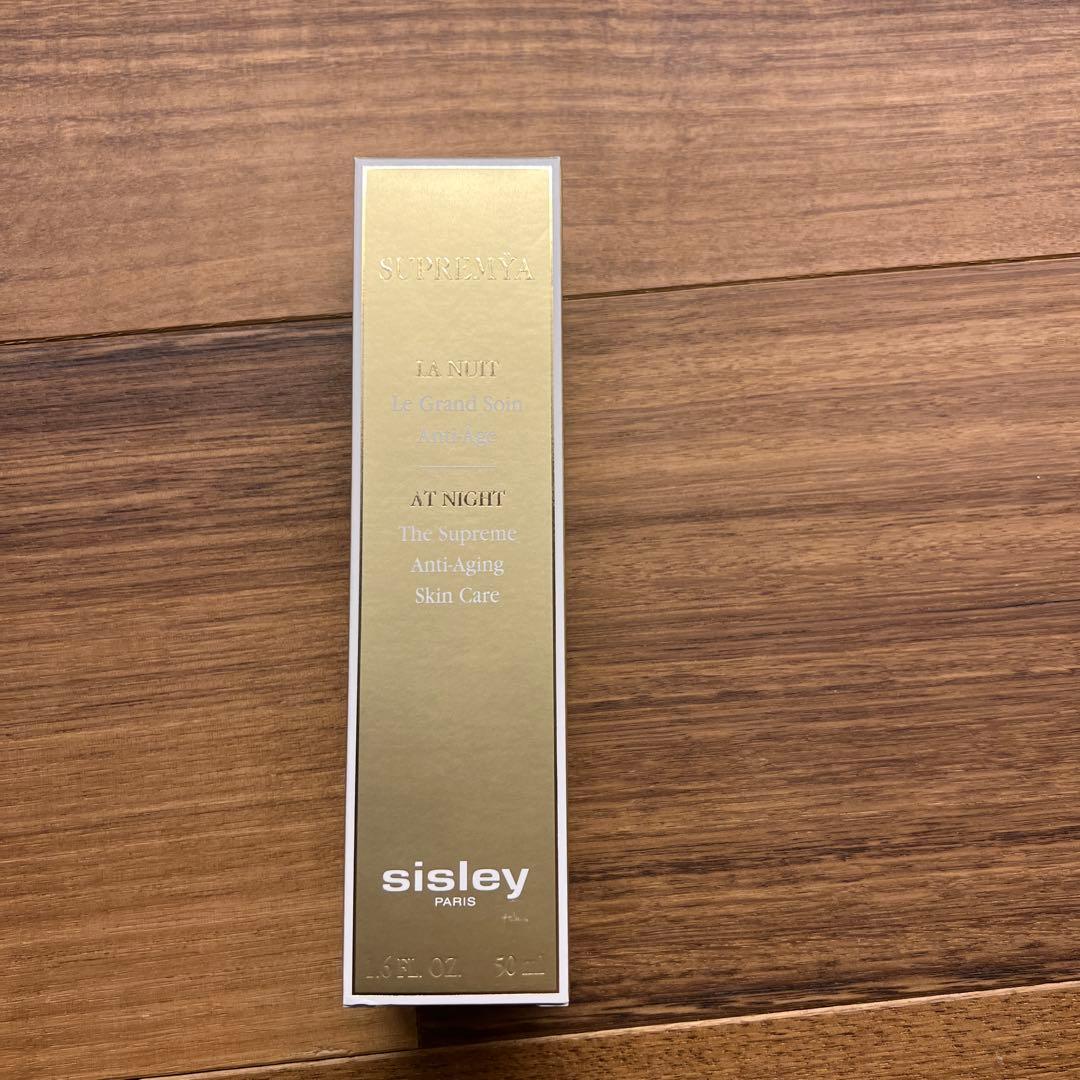 SUPREMŸA
LA NUIT
Le Grand Soin
Anti-Âge
AT NIGHT
The Supreme
Anti-Aging
Skin Care
sisley
PARIS
1.6 FL. OZ. 50 ml